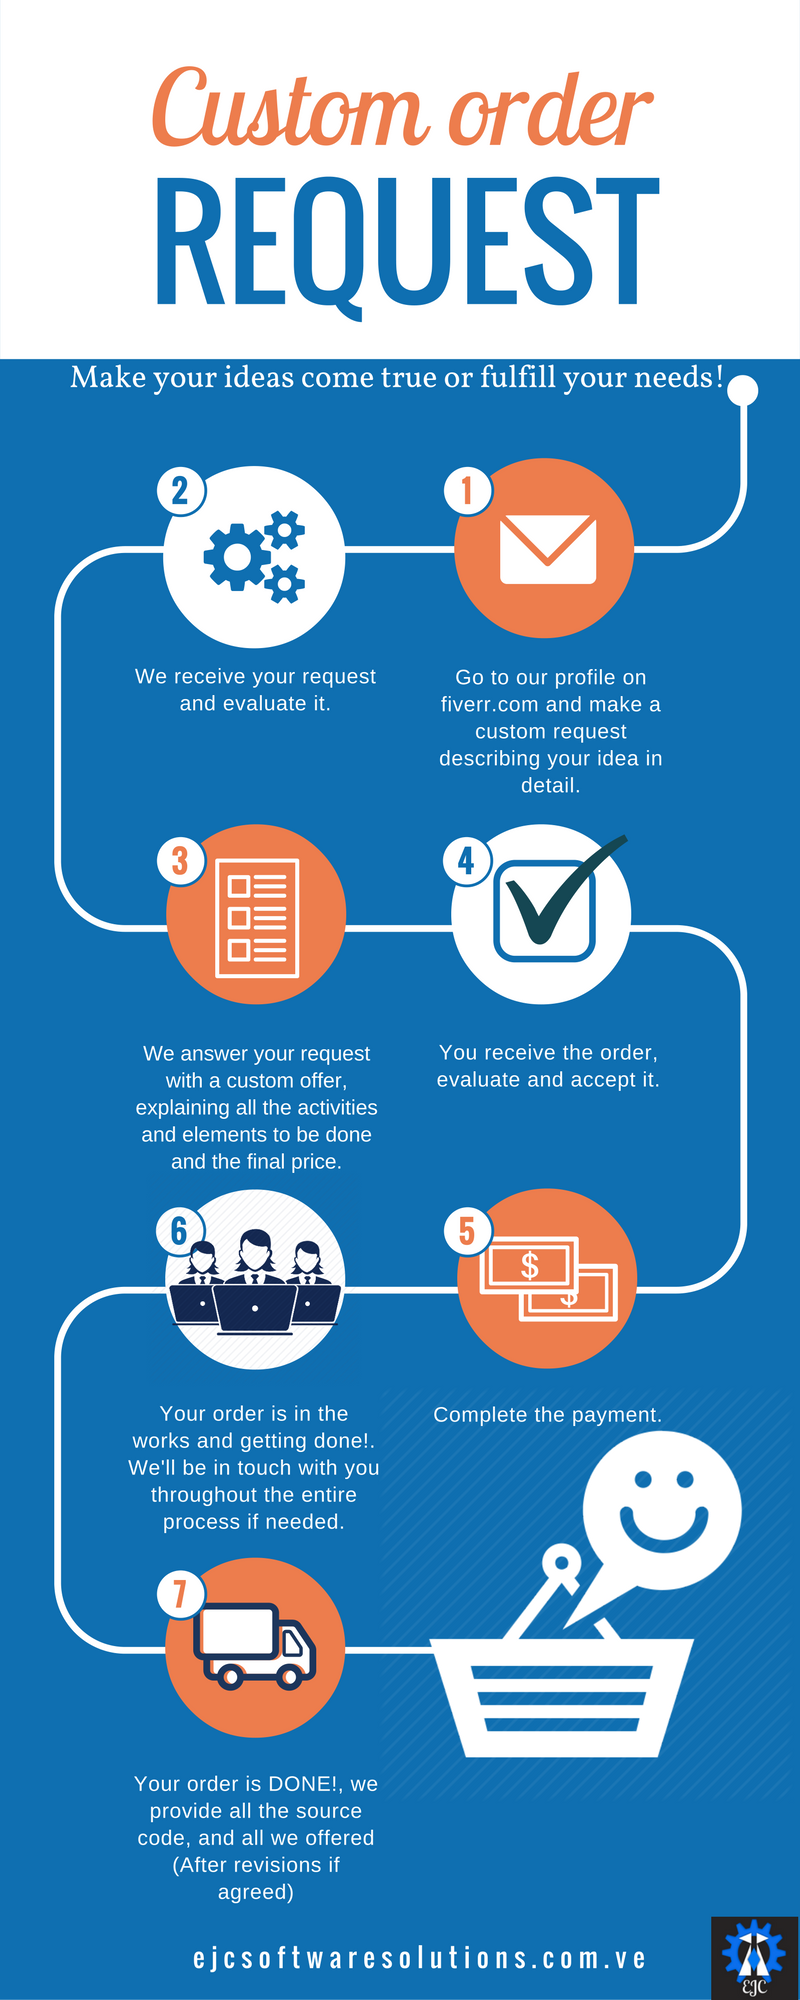 Custom order
REQUEST
Make your ideas come true or fulfill your needs!
1
Go to our profile on
fiverr.com and make a
custom request
describing your idea in
detail.
2
We receive your request
and evaluate it.
3
We answer your request
with a custom offer,
explaining all the activities
and elements to be done
and the final price.
4
You receive the order,
evaluate and accept it.
5
$
$
Complete the payment.
6
Your order is in the
works and getting done!.
We'll be in touch with you
throughout the entire
process if needed.
7
Your order is DONE!, we
provide all the source
code, and all we offered
(After revisions if
agreed)
ejcsoftwaresolutions.com.ve
EJC